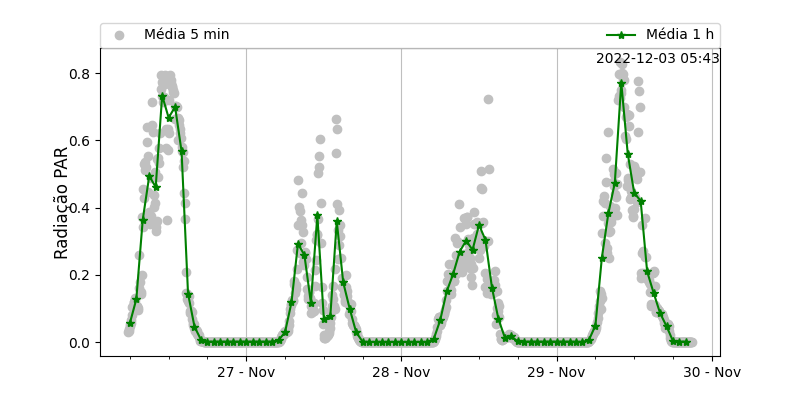 Média 5 min
Média 1 h
2022-12-03 05:43
Radiação PAR
0.8
0.6
0.4
0.2
0.0
27 - Nov
28 - Nov
29 - Nov
30 - Nov